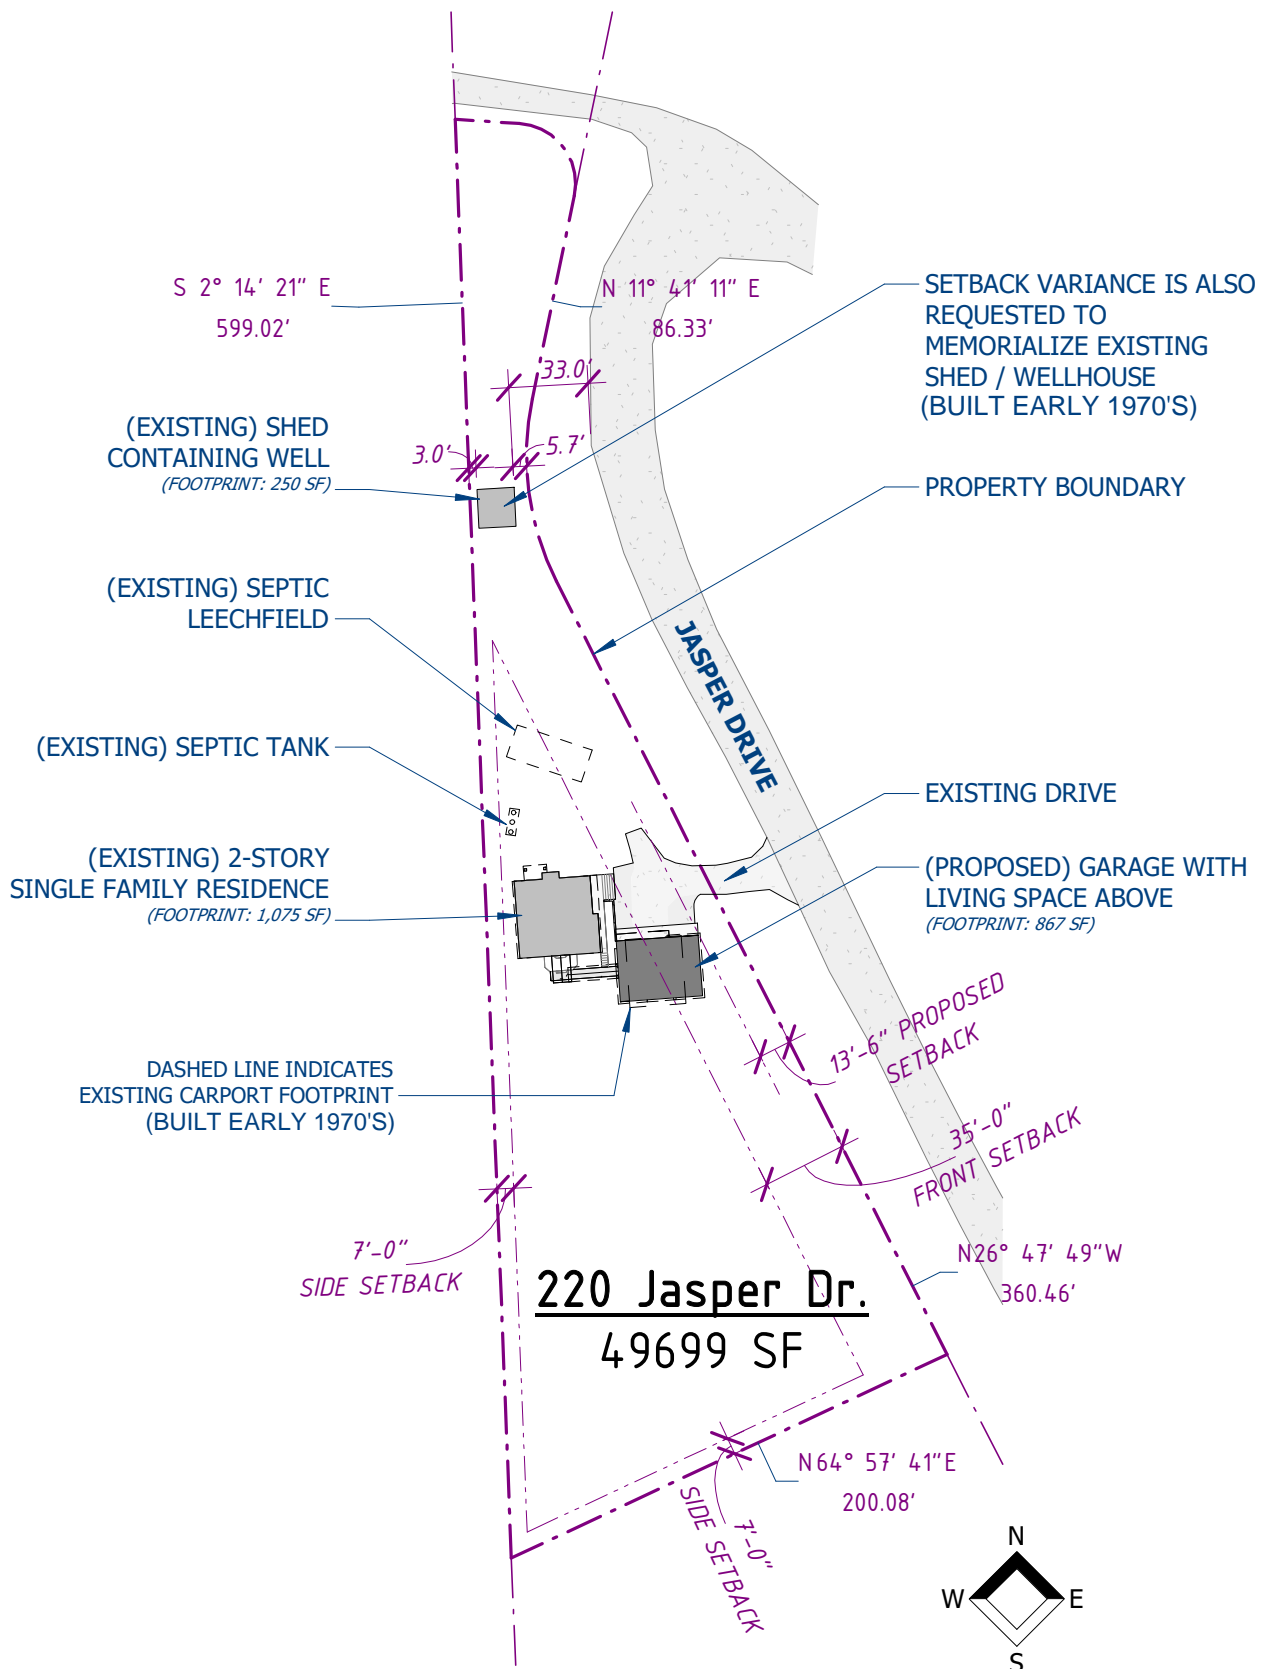 S 2° 14' 21" E
599.02'
N 11° 41' 11" E
86.33'
SETBACK VARIANCE IS ALSO
REQUESTED TO
MEMORIALIZE EXISTING
SHED / WELLHOUSE
(BUILT EARLY 1970'S)
33.0'
(EXISTING) SHED
CONTAINING WELL
(FOOTPRINT: 250 SF)
3.0'
5.7'
PROPERTY BOUNDARY
(EXISTING) SEPTIC
LEECHFIELD
JASPER DRIVE
(EXISTING) SEPTIC TANK
EXISTING DRIVE
(EXISTING) 2-STORY
SINGLE FAMILY RESIDENCE
(FOOTPRINT: 1,075 SF)
(PROPOSED) GARAGE WITH
LIVING SPACE ABOVE
(FOOTPRINT: 867 SF)
13'-6" PROPOSED
SETBACK
DASHED LINE INDICATES
EXISTING CARPORT FOOTPRINT
(BUILT EARLY 1970'S)
35'-0"
FRONT SETBACK
7'-0"
SIDE SETBACK
N26° 47' 49"W
360.46'
220 Jasper Dr.
49699 SF
N64° 57' 41"E
200.08'
7'-0"
SIDE SETBACK
N
W
E
S